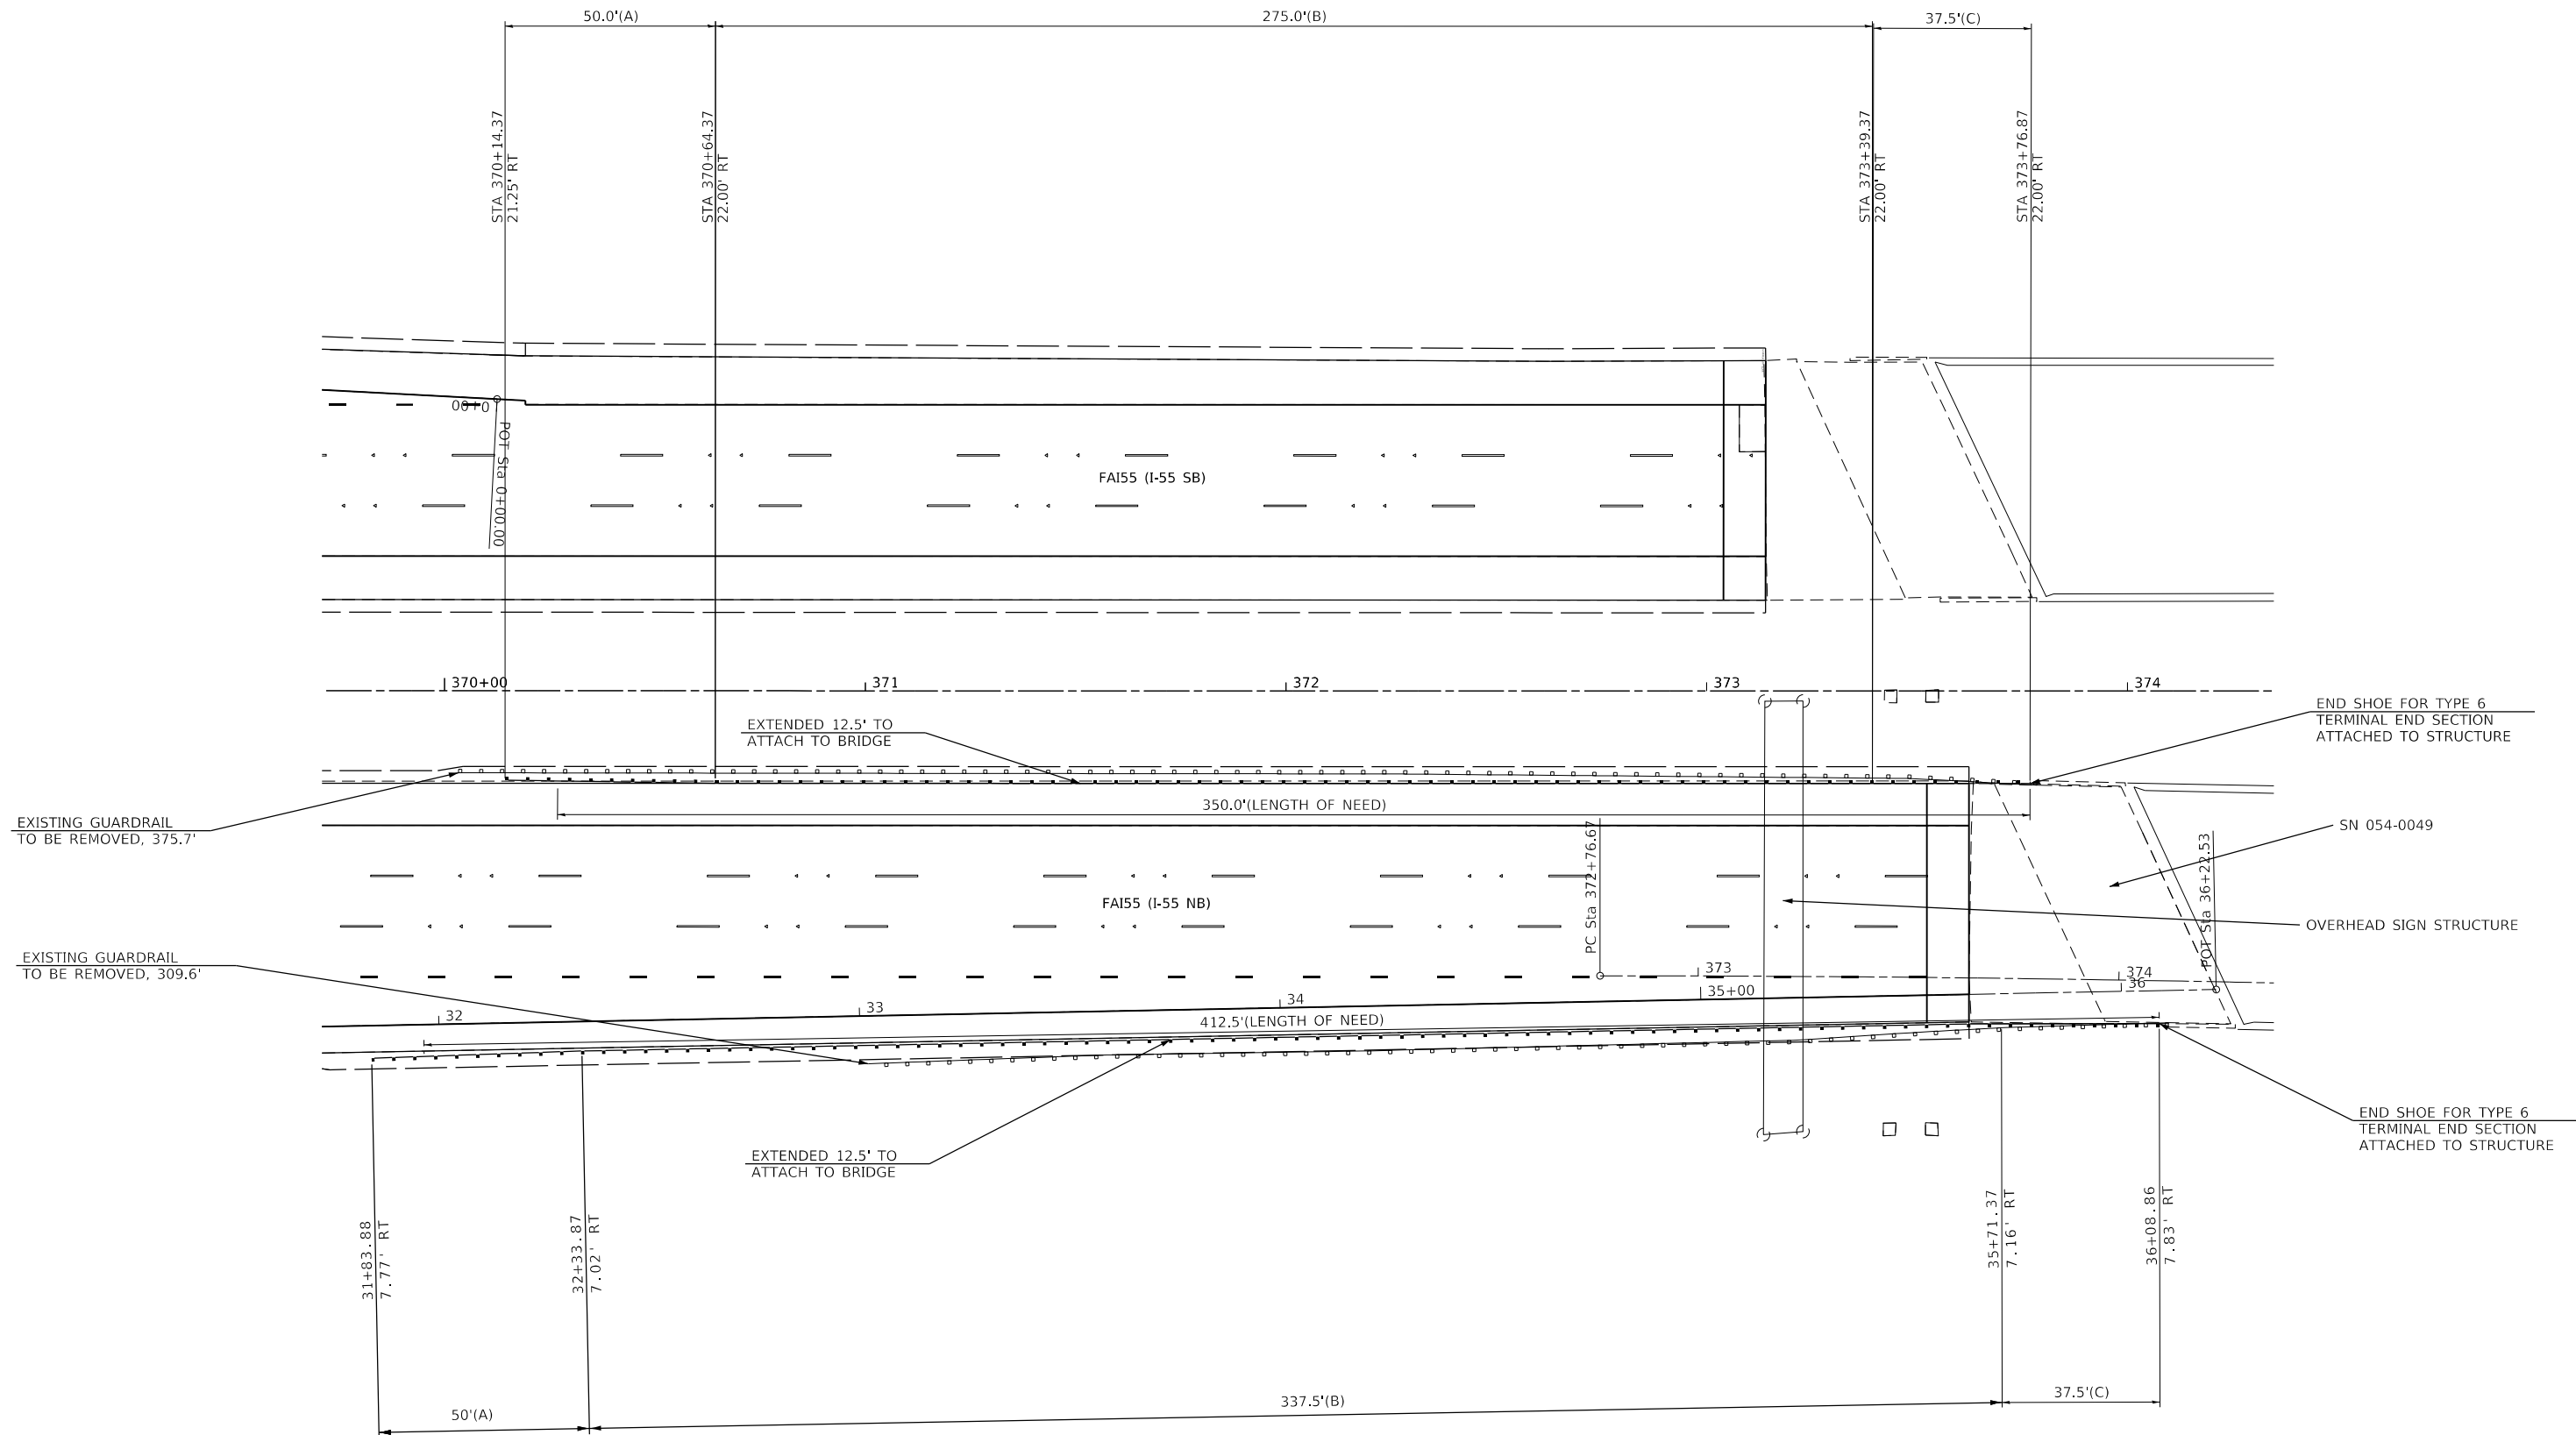 50.0'(A)
275.0'(B)
37.5'(C)
STA 370+14.37
21.25' RT
STA 370+64.37
22.00' RT
STA 373+39.37
22.00' RT
STA 373+76.87
22.00' RT
00+0
POT Sta 0+00.00
FAI55 (I-55 SB)
370+00
371
372
373
374
EXTENDED 12.5' TO
ATTACH TO BRIDGE
END SHOE FOR TYPE 6
TERMINAL END SECTION
ATTACHED TO STRUCTURE
350.0'(LENGTH OF NEED)
EXISTING GUARDRAIL
TO BE REMOVED, 375.7'
SN 054-0049
PC Sta 372+76.67
POT Sta 36+22.53
FAI55 (I-55 NB)
OVERHEAD SIGN STRUCTURE
EXISTING GUARDRAIL
TO BE REMOVED, 309.6'
373
374
32
33
34
35+00
36
412.5'(LENGTH OF NEED)
EXTENDED 12.5' TO
ATTACH TO BRIDGE
END SHOE FOR TYPE 6
TERMINAL END SECTION
ATTACHED TO STRUCTURE
31+83.88
7.77' RT
32+33.87
7.02' RT
35+71.37
7.16' RT
36+08.86
7.83' RT
50'(A)
337.5'(B)
37.5'(C)